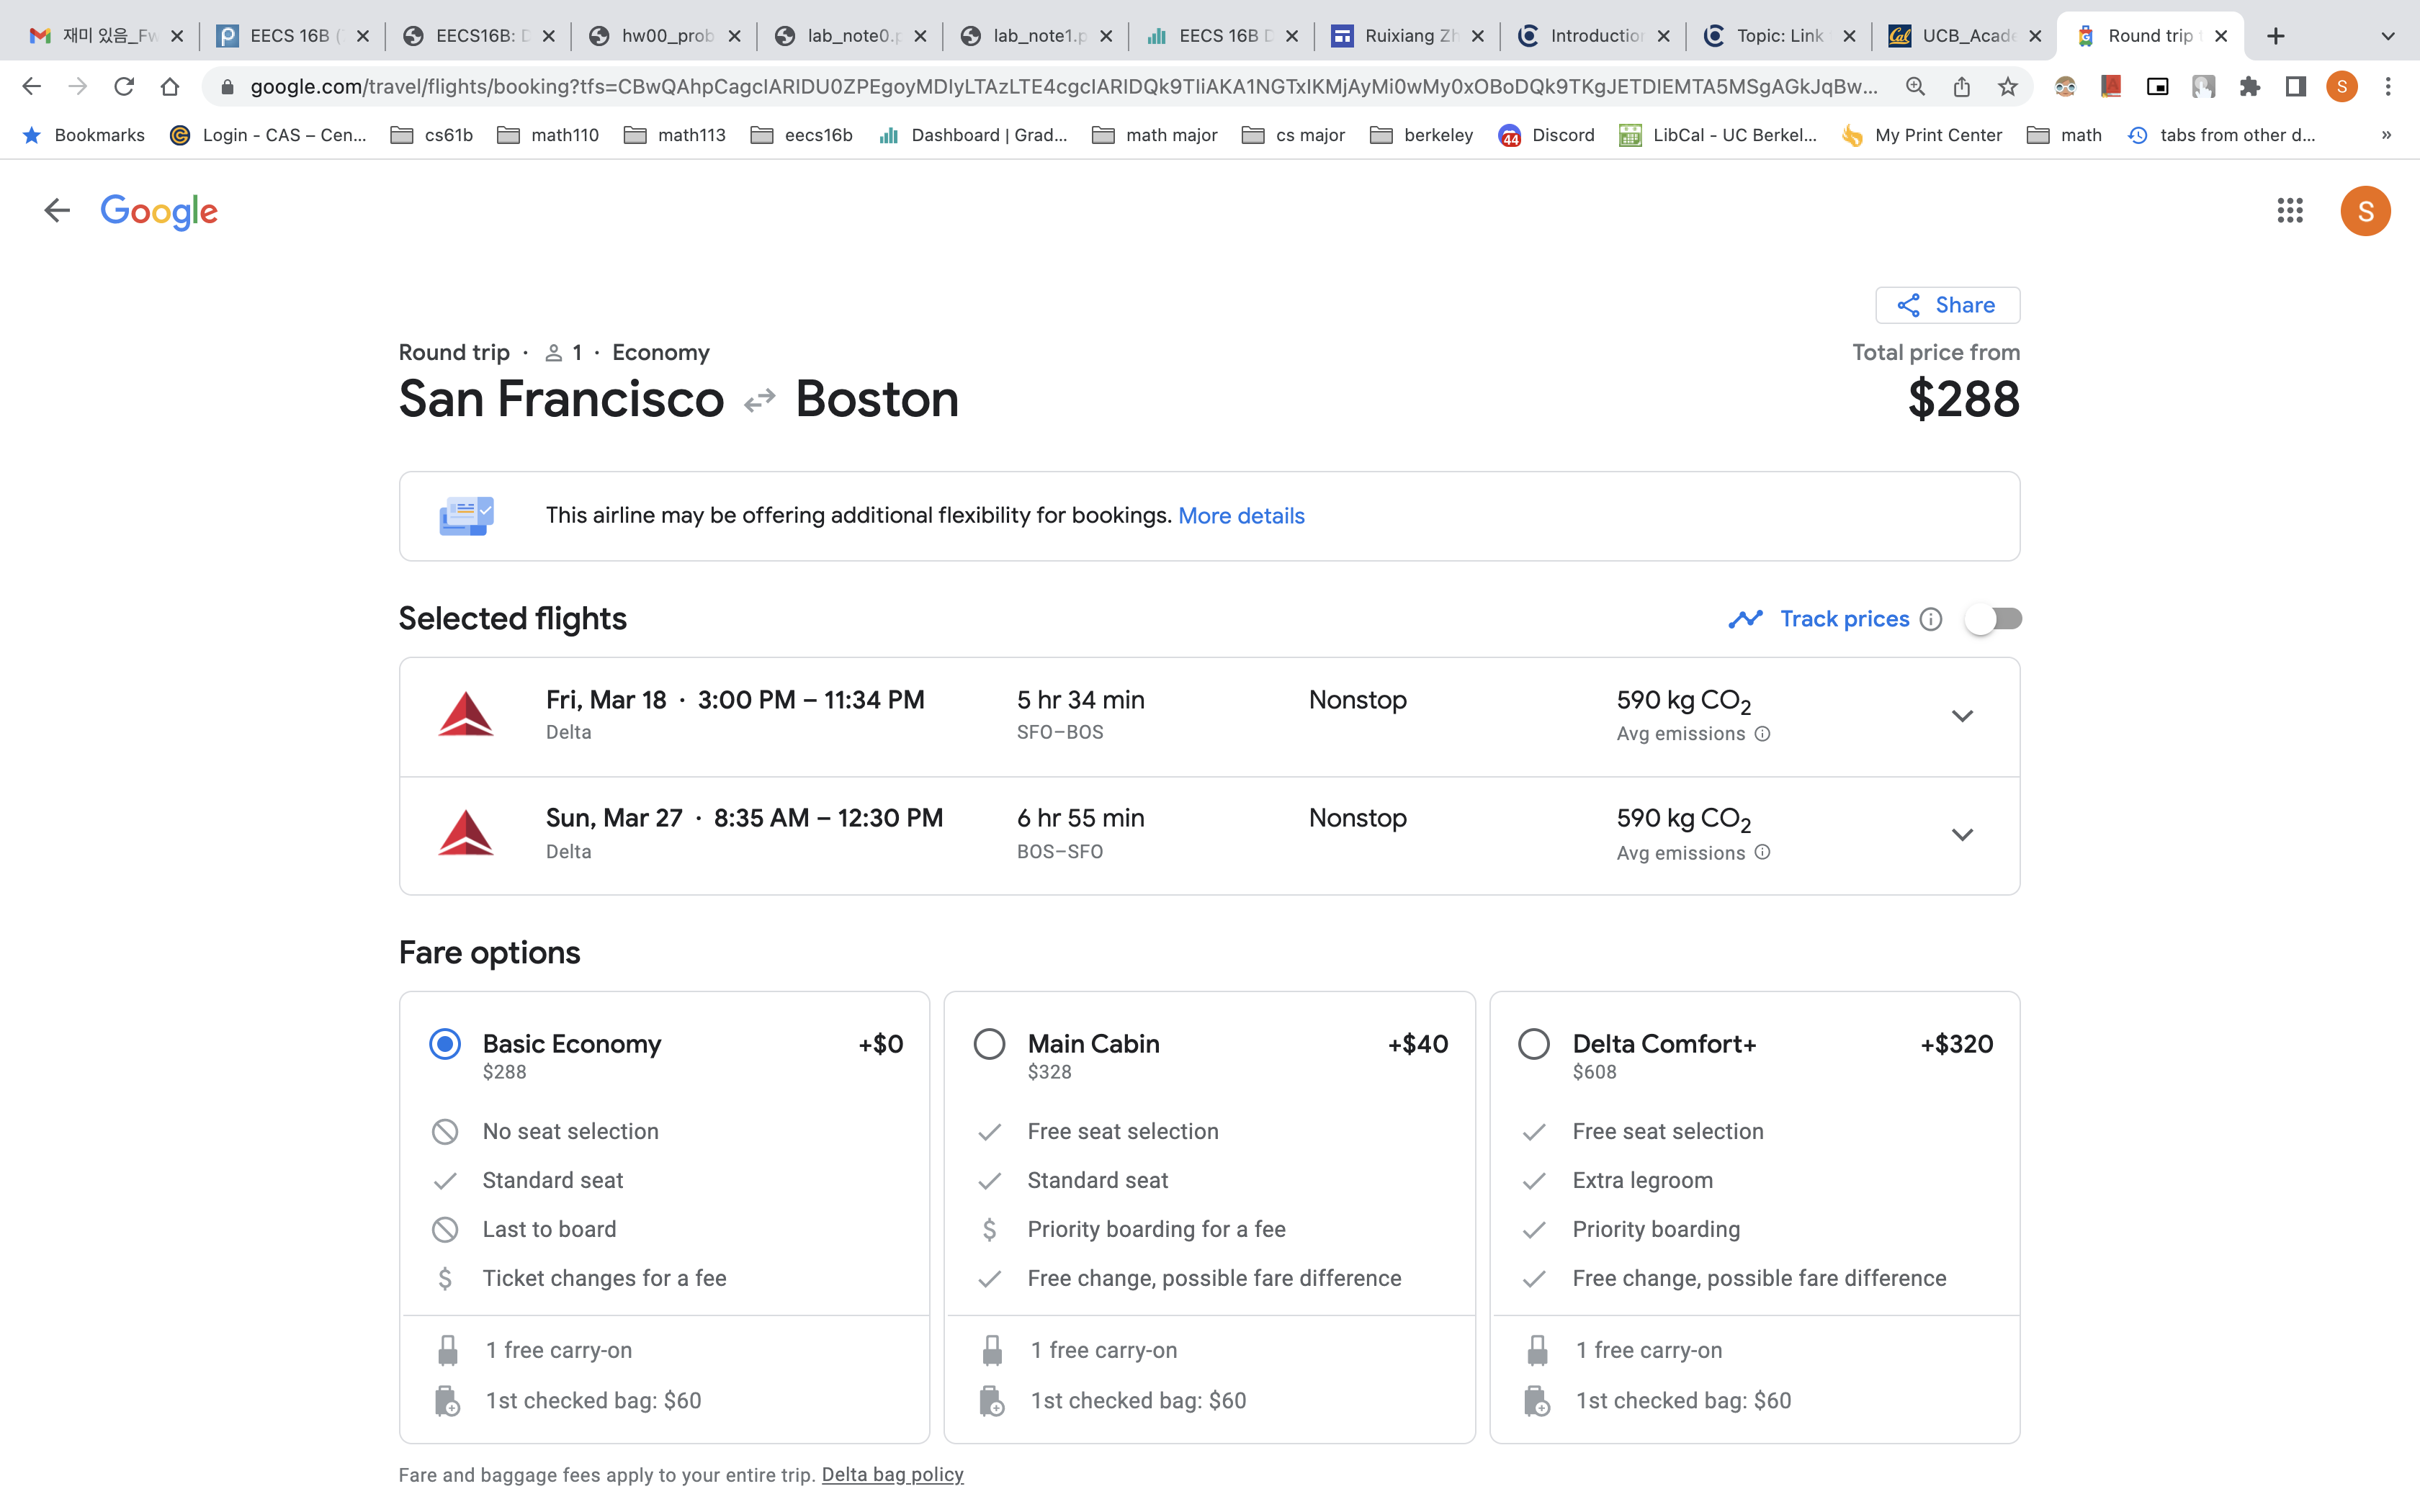 재미 있음_Fw
EECS 16B (
EECS16B: D
hw00_prob
lab_note0.p
lab_note1.p
EECS 16B D
Ruixiang Zh
Introduction
Topic: Link
UCB_Acade
Round trip
google.com/travel/flights/booking?tfs=CBwQAhpCagcIARIDU0ZPEgoyMDIyLTAzLTE4cgcIARIDQk9TIiAKA1NGTxIKMjAyMi0wMy0xOBoDQk9TKgJETDIEMTA5MSgAGkJqBw...
S
Bookmarks
Login - CAS – Cen...
cs61b
math110
math113
eecs16b
Dashboard | Grad...
math major
cs major
berkeley
44
Discord
LibCal - UC Berkel...
My Print Center
math
tabs from other d...
»
Google
S
Share
Round trip · 1 · Economy
Total price from
San Francisco Boston
$288
This airline may be offering additional flexibility for bookings. More details
Selected flights
Track prices
Fri, Mar 18 · 3:00 PM – 11:34 PM
5 hr 34 min
Nonstop
590 kg CO2
Delta
SFO–BOS
Avg emissions
Sun, Mar 27 · 8:35 AM – 12:30 PM
6 hr 55 min
Nonstop
590 kg CO2
Delta
BOS–SFO
Avg emissions
Fare options
Basic Economy +$0
$288
No seat selection
Standard seat
Last to board
$ Ticket changes for a fee
1 free carry-on
1st checked bag: $60
Main Cabin +$40
$328
Free seat selection
Standard seat
$ Priority boarding for a fee
Free change, possible fare difference
1 free carry-on
1st checked bag: $60
Delta Comfort+ +$320
$608
Free seat selection
Extra legroom
Priority boarding
Free change, possible fare difference
1 free carry-on
1st checked bag: $60
Fare and baggage fees apply to your entire trip. Delta bag policy